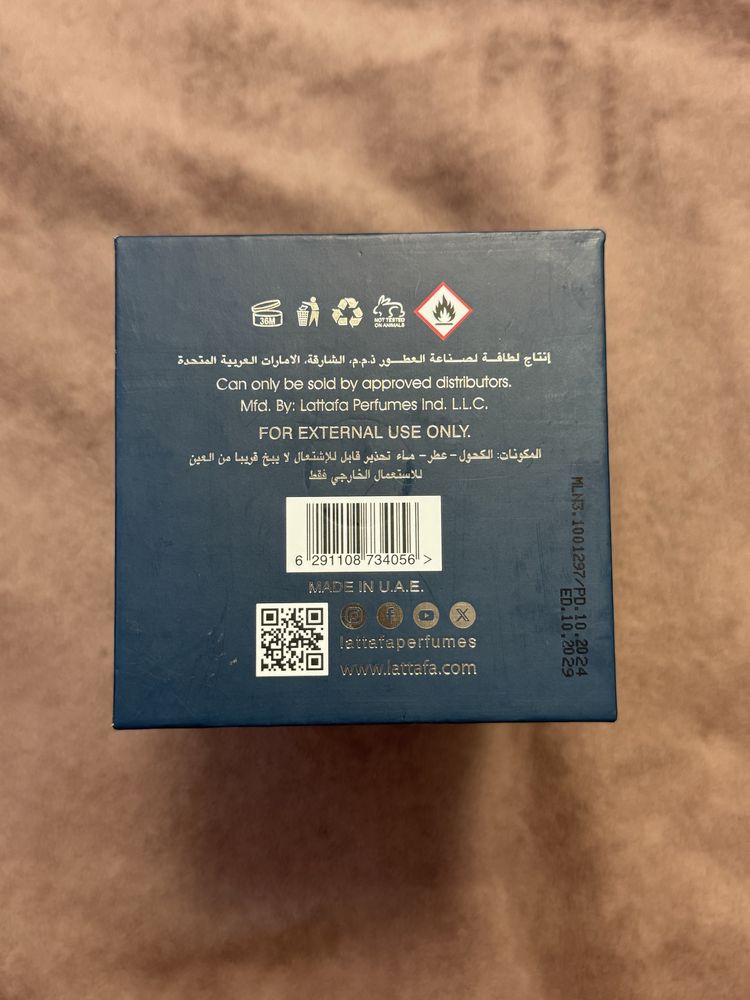 36M
NOT TESTED
ON ANIMALS
إنتاج لطافة لصناعة العطور ذ.م.م، الشارقة، الامارات العربية المتحدة
Can only be sold by approved distributors.
Mfd. By: Lattafa Perfumes Ind. L.L.C.
FOR EXTERNAL USE ONLY.
المكونات: الكحول - عطر - ماء تحذير قابل للإشتعال لا يبخ قريبا من العين
للاستعمال الخارجي فقط
6 291108 734056 >
MADE IN U.A.E.
lattafaperfumes
www.lattafa.com
MLN3.1001297/PD.10.2024
ED.10.2029